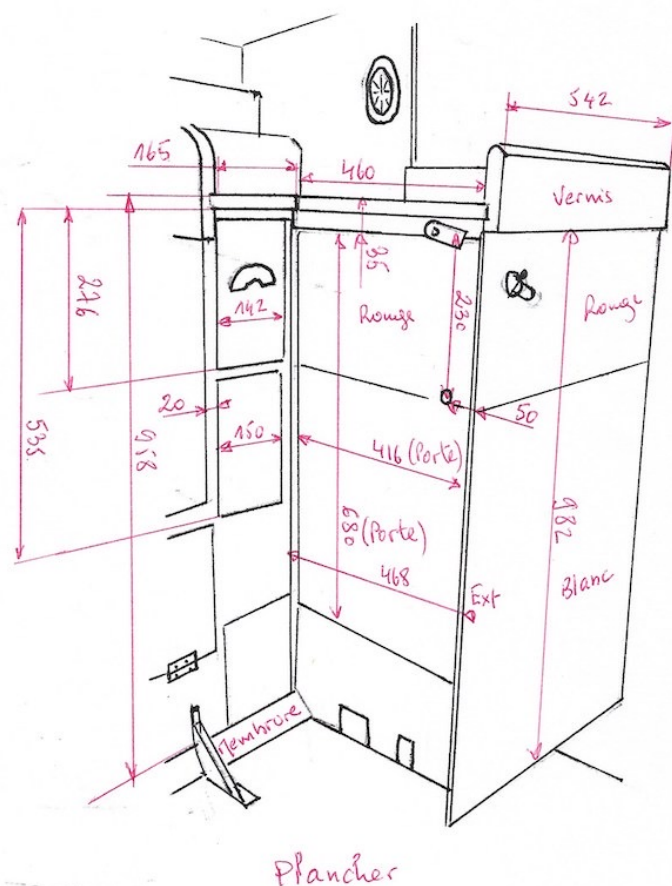 542
165
460
Vernis
35
276
230
142
Rouge
Rouge
20
150
50
535
958
416 (Porte)
680 (Porte)
982
468
Ext
Blanc
Membrure
Plancher